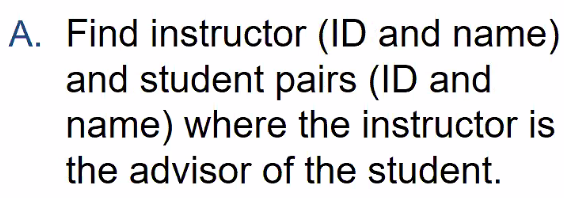 A. Find instructor (ID and name)
and student pairs (ID and
name) where the instructor is
the advisor of the student.